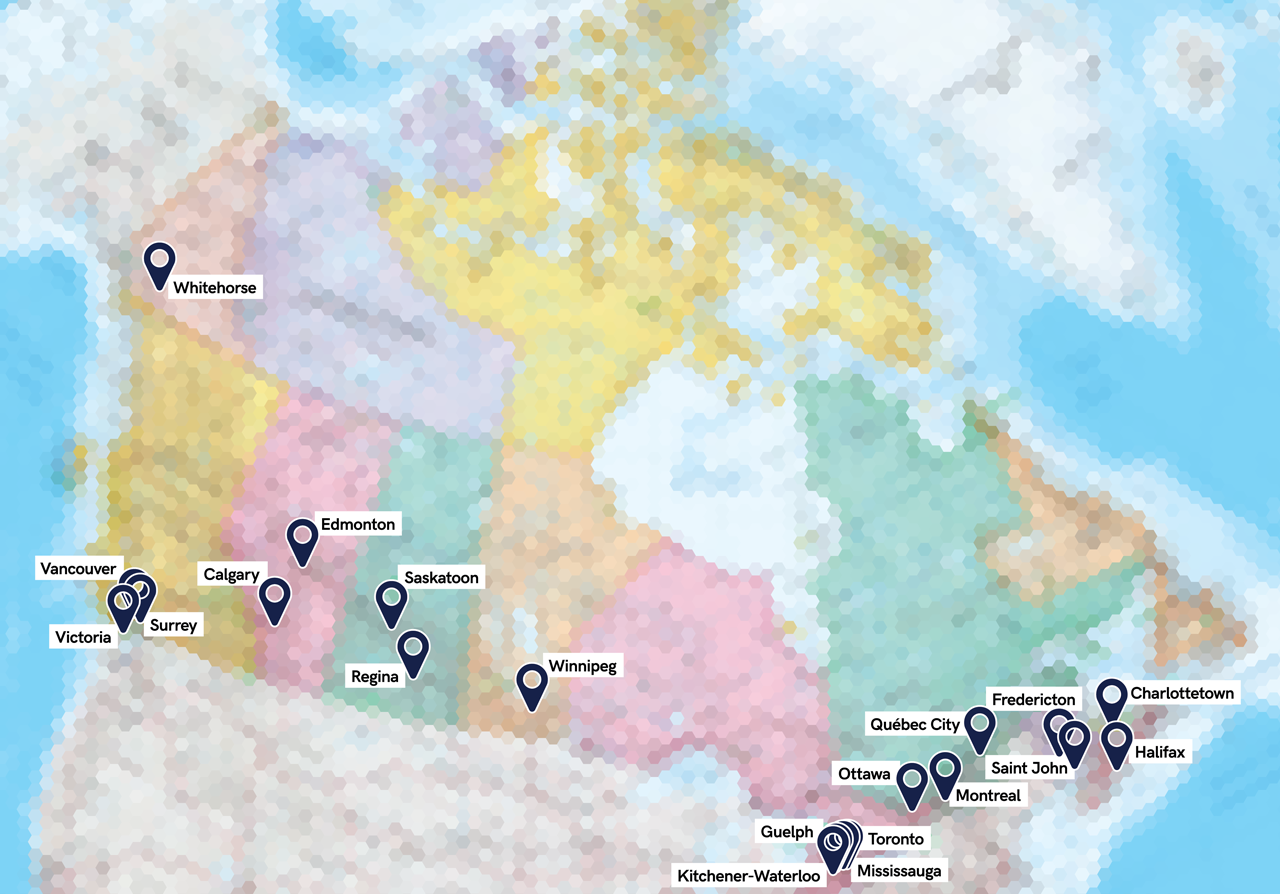 Whitehorse
Edmonton
Vancouver
Calgary
Saskatoon
Surrey
Victoria
Winnipeg
Regina
Charlottetown
Fredericton
Québec City
Halifax
Saint John
Ottawa
Montreal
Guelph
Toronto
Mississauga
Kitchener-Waterloo